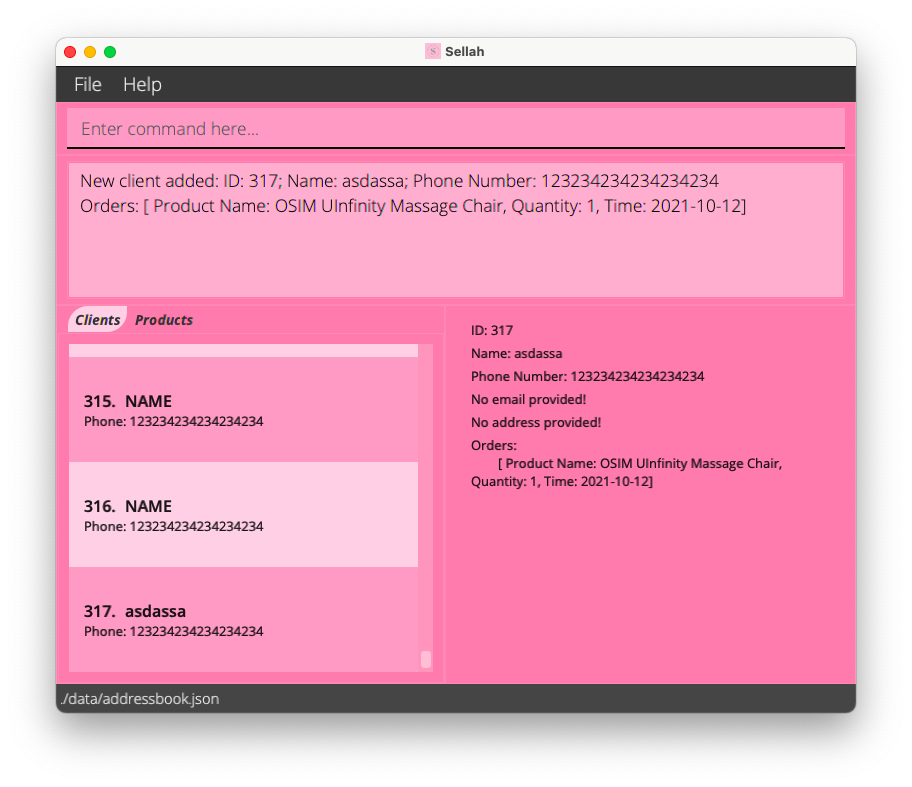 Sellah
File Help
Enter command here...
New client added: ID: 317; Name: asdassa; Phone Number: 123234234234234234
Orders: [ Product Name: OSIM UInfinity Massage Chair, Quantity: 1, Time: 2021-10-12]
Clients Products
315. NAME
Phone: 123234234234234234
316. NAME
Phone: 123234234234234234
317. asdassa
Phone: 123234234234234234
ID: 317
Name: asdassa
Phone Number: 123234234234234234
No email provided!
No address provided!
Orders:
[ Product Name: OSIM UInfinity Massage Chair,
Quantity: 1, Time: 2021-10-12]
./data/addressbook.json